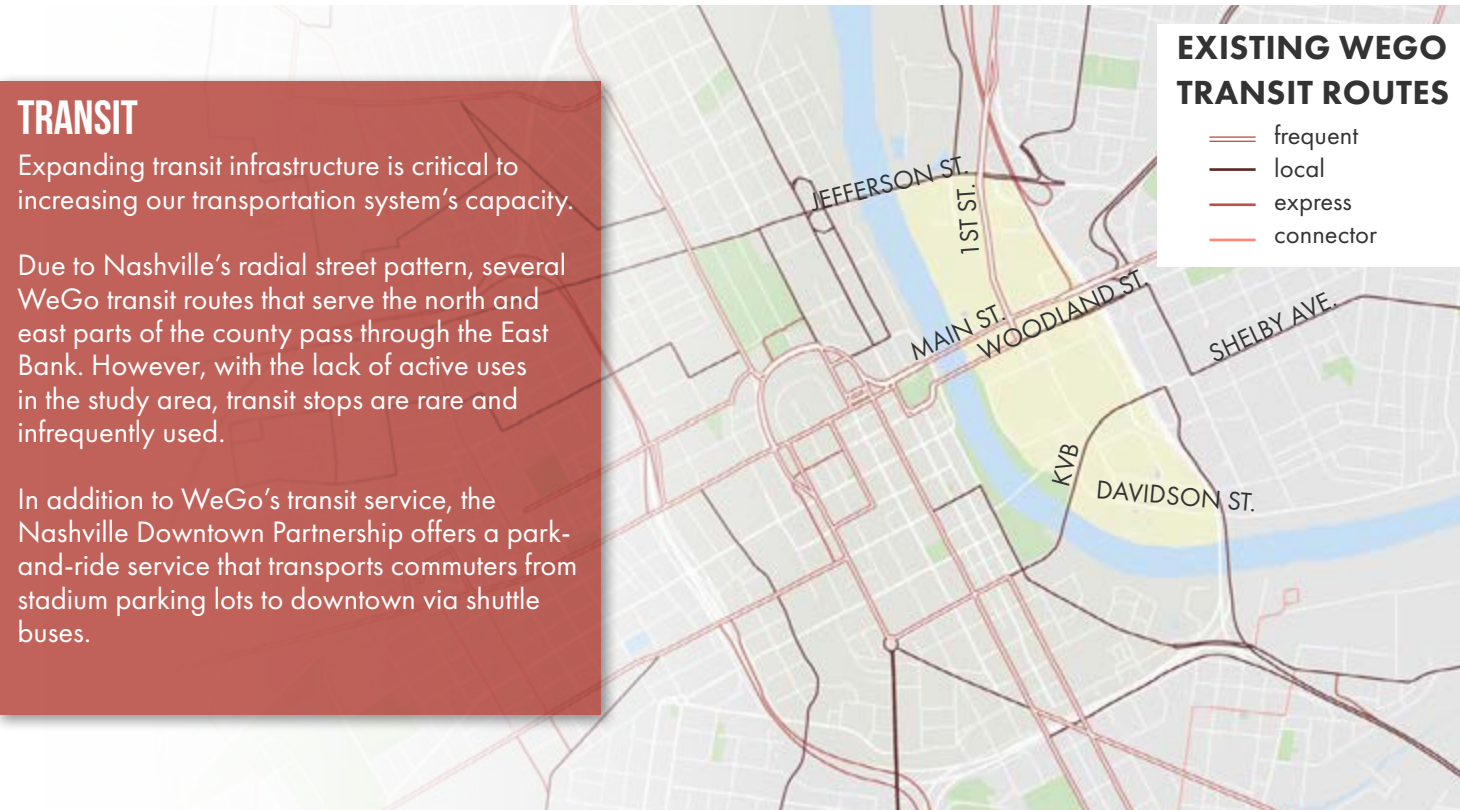 TRANSIT
Expanding transit infrastructure is critical to
increasing our transportation system's capacity.
Due to Nashville's radial street pattern, several
WeGo transit routes that serve the north and
east parts of the county pass through the East
Bank. However, with the lack of active uses
in the study area, transit stops are rare and
infrequently used.
In addition to WeGo's transit service, the
Nashville Downtown Partnership offers a park-
and-ride service that transports commuters from
stadium parking lots to downtown via shuttle
buses.
EXISTING WEGO
TRANSIT ROUTES
frequent
local
express
connector
JEFFERSON ST.
1ST ST.
MAIN ST.
WOODLAND ST.
SHELBY AVE.
KVB
DAVIDSON ST.